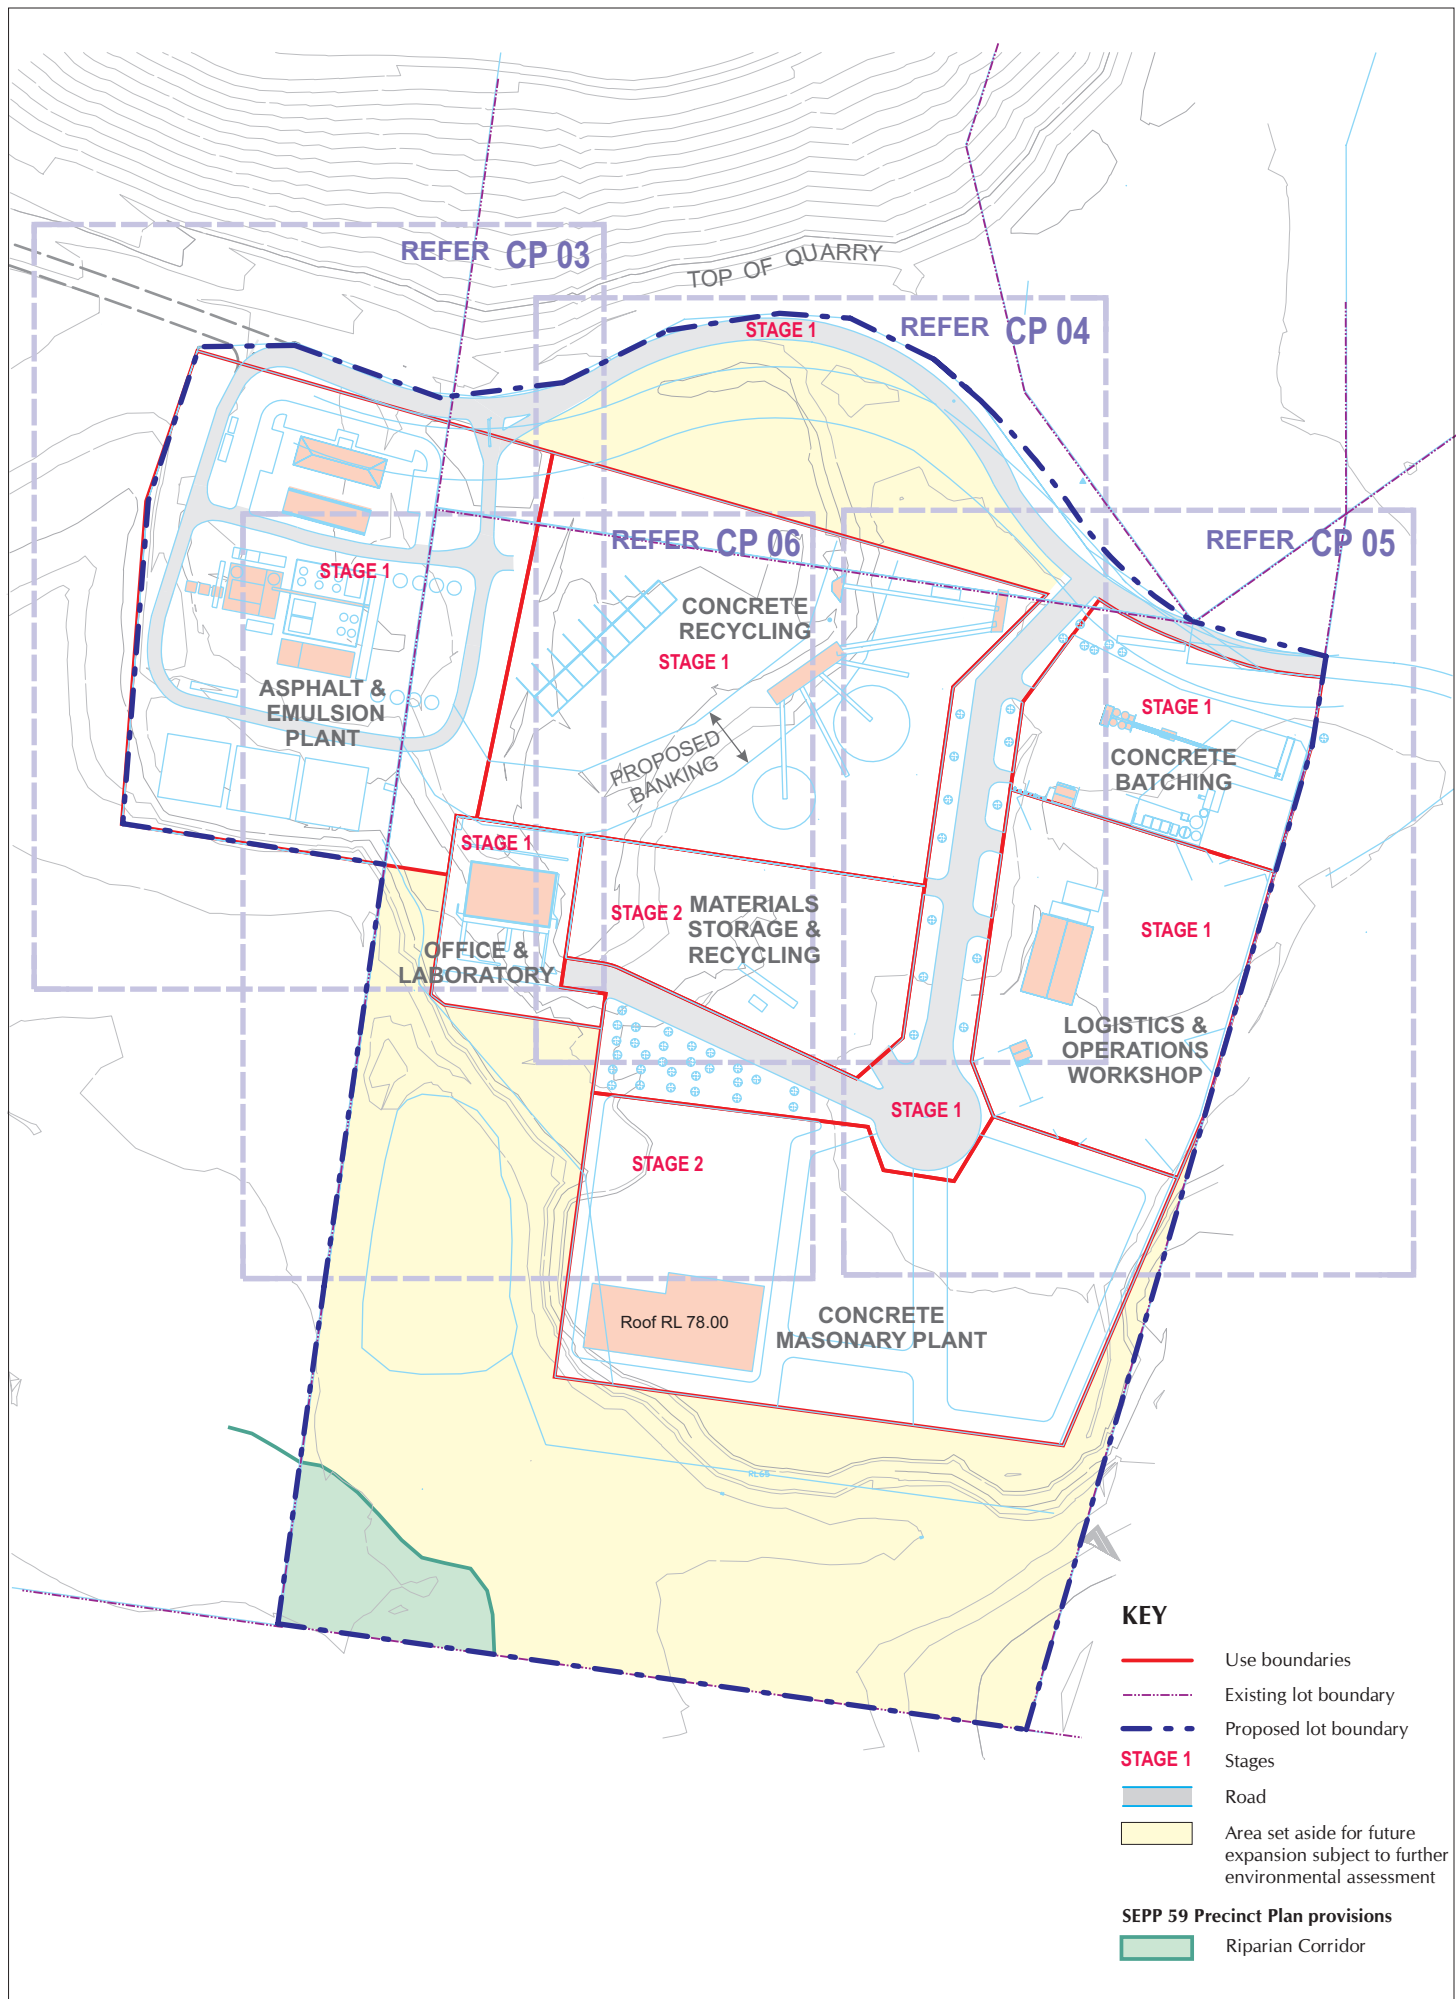 REFER CP 03
TOP OF QUARRY
STAGE 1
REFER CP 04
REFER CP 06
REFER CP 05
STAGE 1
CONCRETE
RECYCLING
STAGE 1
ASPHALT &
EMULSION
PLANT
STAGE 1
CONCRETE
BATCHING
PROPOSED
BANKING
STAGE 1
STAGE 2
MATERIALS
STORAGE &
RECYCLING
STAGE 1
OFFICE &
LABORATORY
LOGISTICS &
OPERATIONS
WORKSHOP
STAGE 1
STAGE 2
Roof RL 78.00
CONCRETE
MASONARY PLANT
RL65
KEY
Use boundaries
Existing lot boundary
Proposed lot boundary
STAGE 1 Stages
Road
Area set aside for future
expansion subject to further
environmental assessment
SEPP 59 Precinct Plan provisions
Riparian Corridor